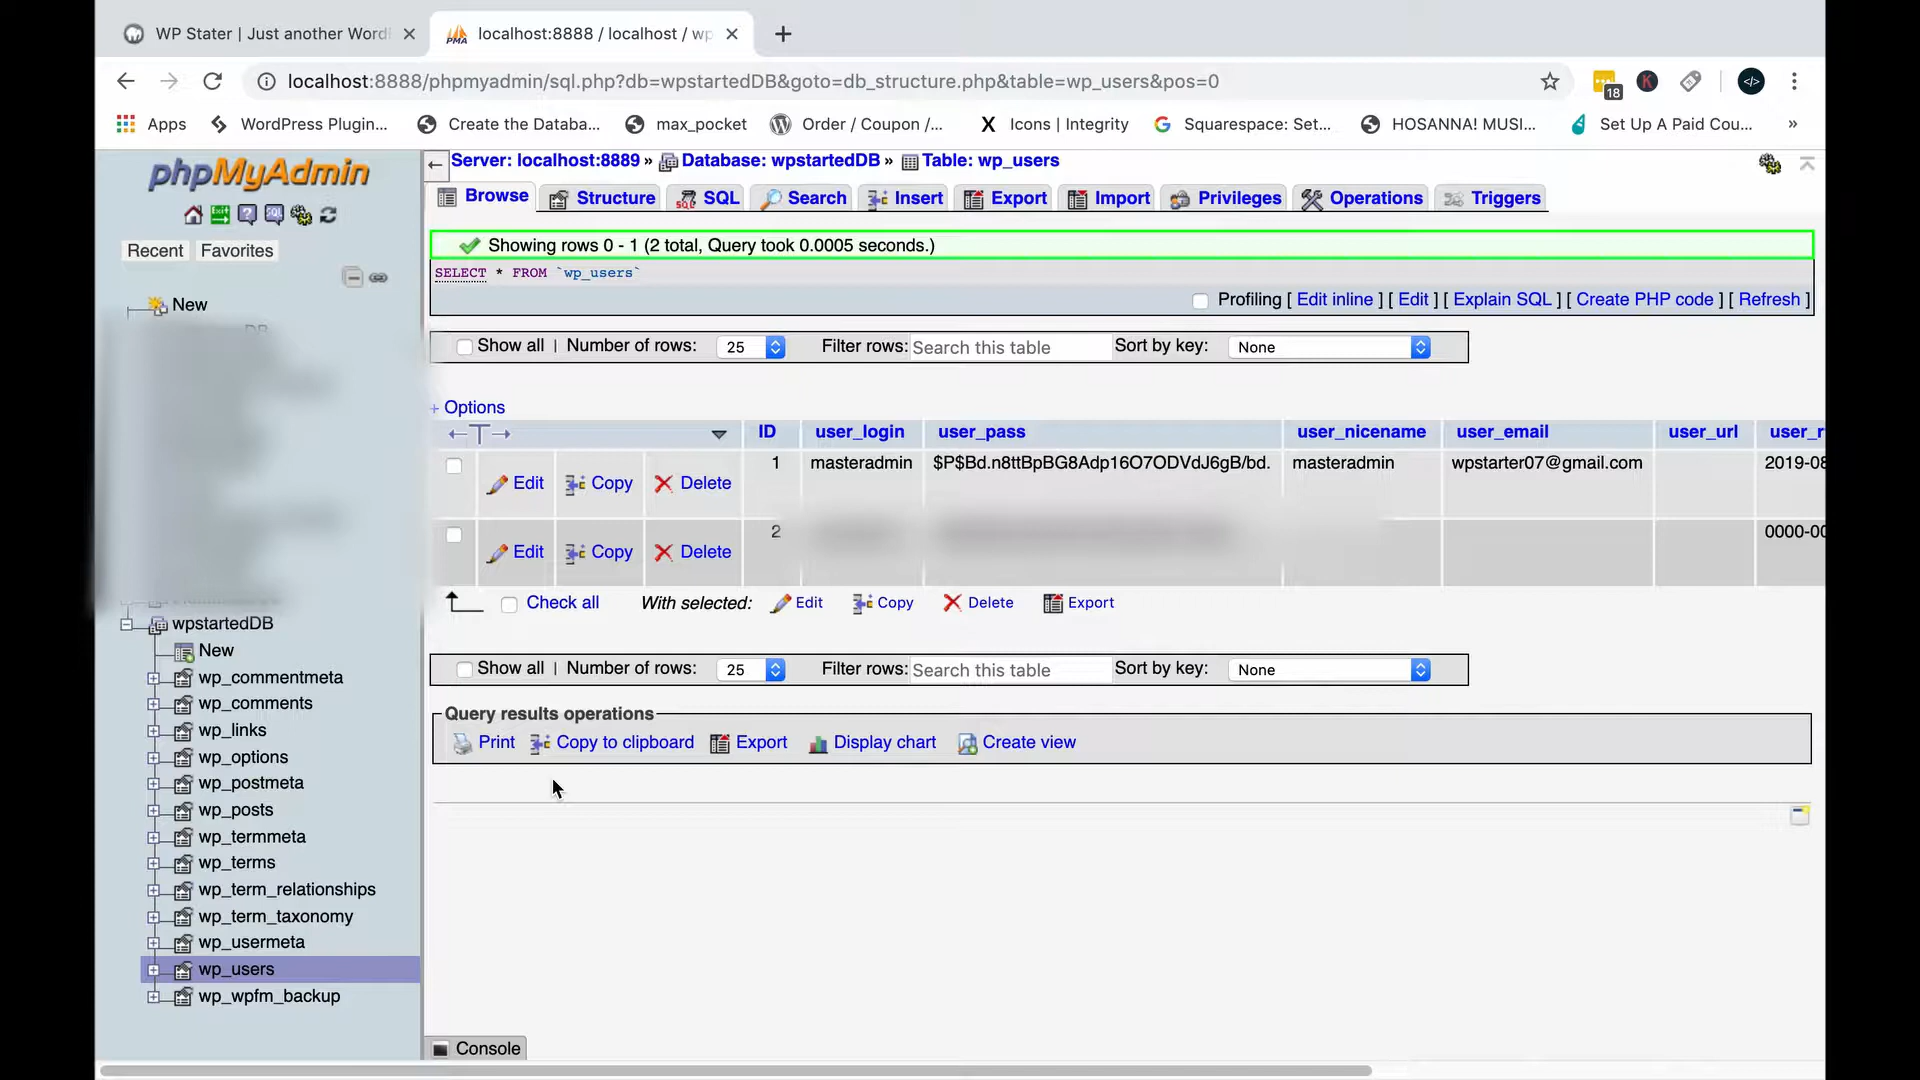 WP Stater | Just another Word
localhost:8888 / localhost / wp
localhost:8888/phpmyadmin/sql.php?db=wpstartedDB&goto=db_structure.php&table=wp_users&pos=0
18
K
</>
Apps
WordPress Plugin...
Create the Databa...
max_pocket
Order / Coupon /...
X Icons | Integrity
Squarespace: Set...
HOSANNA! MUSI...
Set Up A Paid Cou...
»
phpMyAdmin
Recent
Favorites
New
wpstartedDB
New
wp_commentmeta
wp_comments
wp_links
wp_options
wp_postmeta
wp_posts
wp_termmeta
wp_terms
wp_term_relationships
wp_term_taxonomy
wp_usermeta
wp_users
wp_wpfm_backup
Server: localhost:8889 » Database: wpstartedDB » Table: wp_users
Browse Structure SQL Search Insert Export Import Privileges Operations Triggers
Showing rows 0 - 1 (2 total, Query took 0.0005 seconds.)
SELECT * FROM `wp_users`
Profiling [ Edit inline ] [ Edit ] [ Explain SQL ] [ Create PHP code ] [ Refresh ]
Show all | Number of rows: 25 Filter rows: Search this table Sort by key: None
+ Options
ID user_login user_pass user_nicename user_email user_url user_r
Edit Copy Delete 1 masteradmin $P$Bd.n8ttBpBG8Adp16O7ODVdJ6gB/bd. masteradmin wpstarter07@gmail.com 2019-08
Edit Copy Delete 2 0000-00
Check all With selected: Edit Copy Delete Export
Show all | Number of rows: 25 Filter rows: Search this table Sort by key: None
Query results operations
Print Copy to clipboard Export Display chart Create view
Console